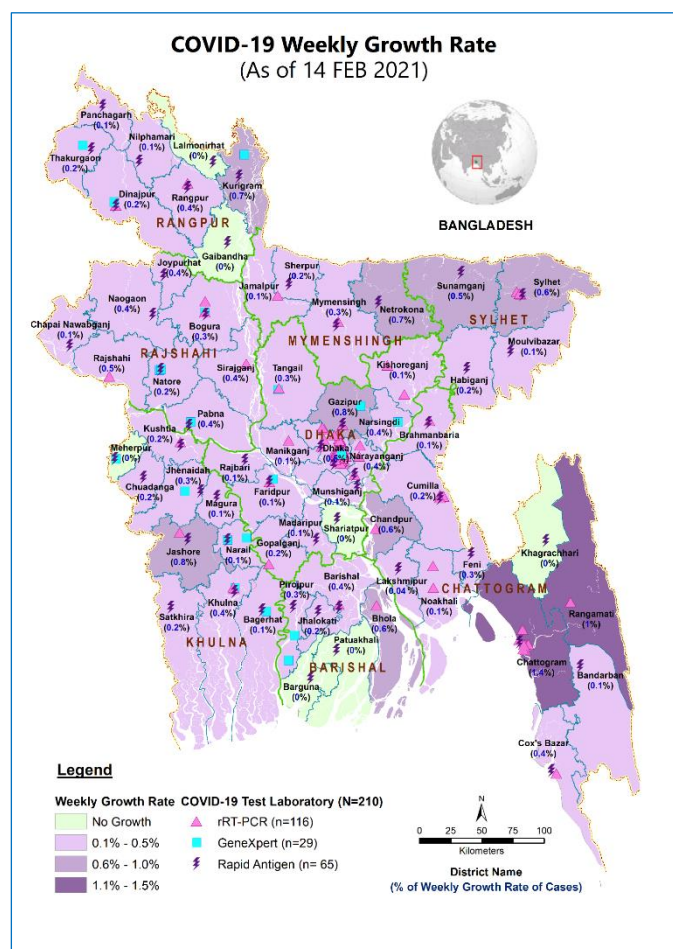 COVID-19 Weekly Growth Rate
(As of 14 FEB 2021)
BANGLADESH
Panchagarh
(0.1%)
Nilphamari
(0.1%)
Lalmonirhat
(0%)
Thakurgaon
(0.2%)
Dinajpur
(0.2%)
Rangpur
(0.4%)
Kurigram
(0.7%)
RANGPUR
Gaibandha
(0%)
Joypurhat
(0.4%)
Sherpur
(0.2%)
Jamalpur
(0.1%)
Mymensingh
(0.3%)
Netrokona
(0.7%)
Sunamganj
(0.5%)
Sylhet
(0.6%)
SYLHET
Naogaon
(0.4%)
Chapai Nawabganj
(0.1%)
Bogura
(0.3%)
MYMENSHINGH
Moulvibazar
(0.1%)
Rajshahi
(0.5%)
RAJSHAHI
Natore
(0.2%)
Sirajganj
(0.4%)
Tangail
(0.3%)
Kishoreganj
(0.1%)
Habiganj
(0.2%)
Gazipur
(0.8%)
Pabna
(0.4%)
Kushtia
(0.2%)
DHAKA
Narsingdi
(0.4%)
Brahmanbaria
(0.1%)
Meherpur
(0%)
Manikganj
(0.1%)
Dhaka
Narayanganj
(0.4%)
Jhenaidah
(0.3%)
Rajbari
(0.1%)
Chuadanga
(0.2%)
Faridpur
(0.1%)
Munshiganj
(0.1%)
Cumilla
(0.2%)
Magura
(0.1%)
Madaripur
(0.1%)
Shariatpur
(0%)
Chandpur
(0.6%)
Khagrachhari
(0%)
Jashore
(0.8%)
Narail
(0.1%)
Gopalganj
(0.2%)
Feni
(0.3%)
Barishal
(0.4%)
Lakshmipur
(0.04%)
CHATTOGRAM
Noakhali
(0.1%)
Pirojpur
(0.3%)
Khulna
(0.4%)
Rangamati
(1%)
Satkhira
(0.2%)
Bagerhat
(0.1%)
Jhalokati
(0.2%)
Bhola
(0.6%)
KHULNA
Patuakhali
(0%)
BARISHAL
Barguna
(0%)
Chattogram
(1.4%)
Bandarban
(0.1%)
Cox's Bazar
(0.4%)
Legend
Weekly Growth Rate
No Growth
0.1% - 0.5%
0.6% - 1.0%
1.1% - 1.5%
COVID-19 Test Laboratory (N=210)
rRT-PCR (n=116)
GeneXpert (n=29)
Rapid Antigen (n= 65)
N
0 25 50 75 100
Kilometers
District Name
(% of Weekly Growth Rate of Cases)